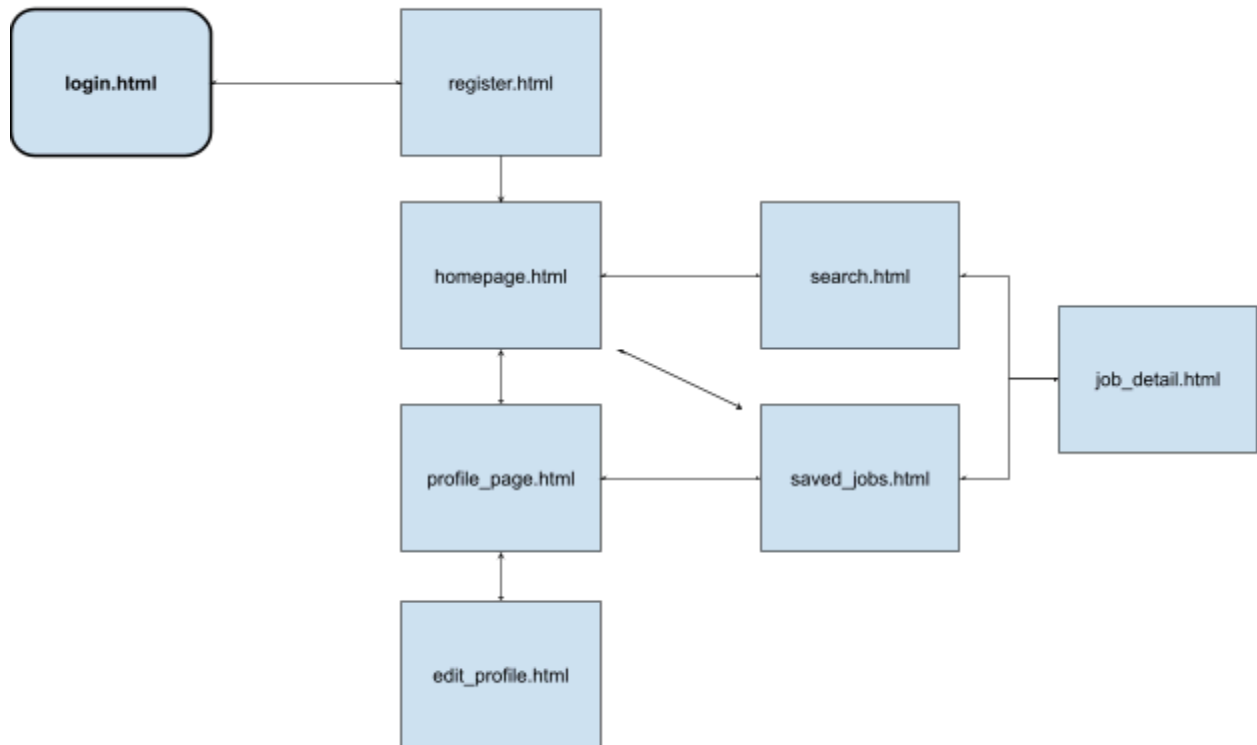 login.html
register.html
homepage.html
search.html
job_detail.html
profile_page.html
saved_jobs.html
edit_profile.html